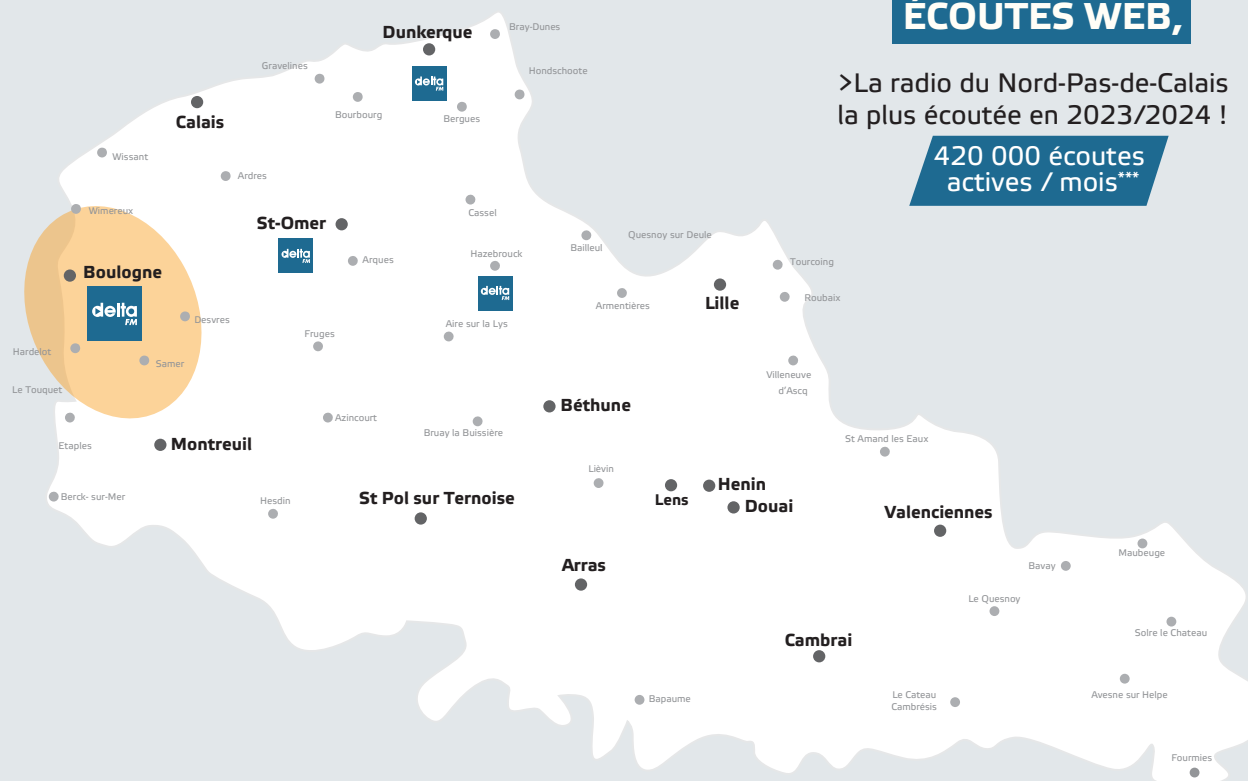 ÉCOUTES WEB,
>La radio du Nord-Pas-de-Calais
la plus écoutée en 2023/2024 !
420 000 écoutes
actives / mois***
Bray-Dunes
Dunkerque
Gravelines
Hondschoote
delta
FM
Bourbourg
Bergues
Calais
Wissant
Ardres
Wimereux
Cassel
St-Omer
Quesnoy sur Deule
Bailleul
delta
FM
Arques
Hazebrouck
Tourcoing
Boulogne
delta
FM
Roubaix
Armentières
Lille
delta
FM
Desvres
Aire sur la Lys
Fruges
Hardelot
Samer
Villeneuve
d'Ascq
Le Touquet
Béthune
Azincourt
Bruay la Buissière
St Amand les Eaux
Etaples
Montreuil
Liévin
Henin
Berck- sur-Mer
Hesdin
St Pol sur Ternoise
Lens
Douai
Valenciennes
Maubeuge
Arras
Bavay
Le Quesnoy
Solre le Chateau
Cambrai
Bapaume
Le Cateau
Cambrésis
Avesne sur Helpe
Fourmies